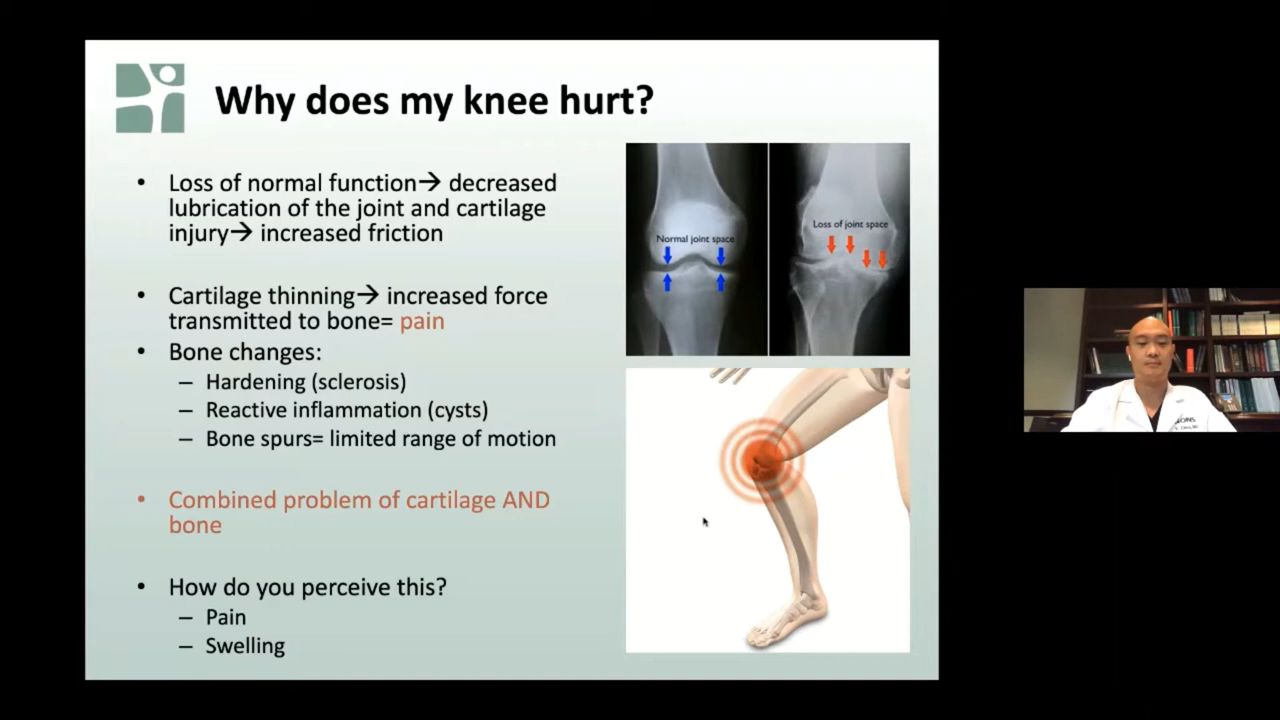 Why does my knee hurt?
• Loss of normal function→ decreased
lubrication of the joint and cartilage
injury→ increased friction
• Cartilage thinning→ increased force
transmitted to bone= pain
• Bone changes:
– Hardening (sclerosis)
– Reactive inflammation (cysts)
– Bone spurs= limited range of motion
• Combined problem of cartilage AND
bone
• How do you perceive this?
– Pain
– Swelling
Normal joint space
Loss of joint space